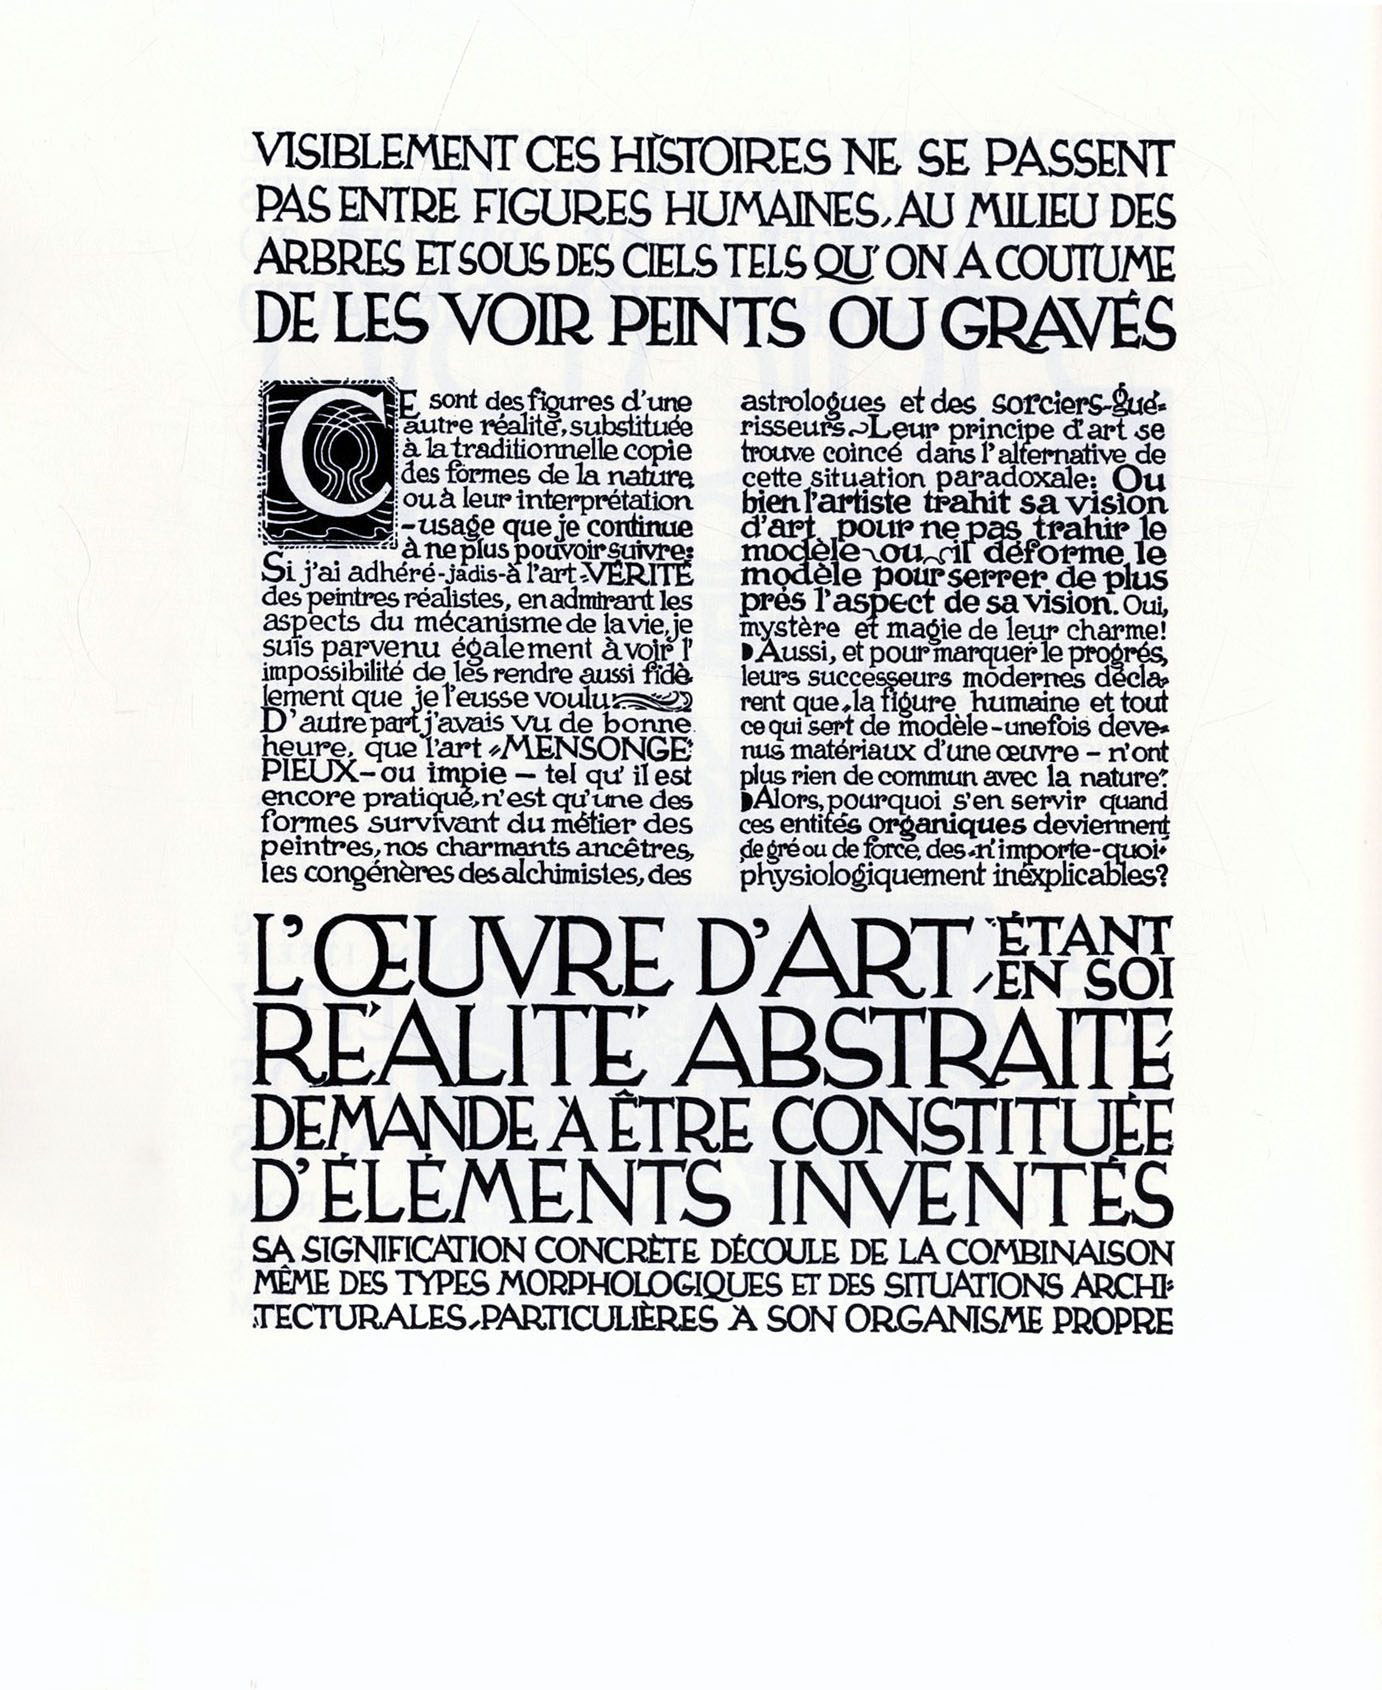 VISIBLEMENT CES HISTOIRES NE SE PASSENT
PAS ENTRE FIGURES HUMAINES, AU MILIEU DES
ARBRES ET SOUS DES CIELS TELS QU'ON A COUTUME
DE LES VOIR PEINTS OU GRAVÉS
CE sont des figures d'une
autre réalité, substituée
à la traditionnelle copie
des formes de la nature,
ou à leur interprétation
-usage que je continue
à ne plus pouvoir suivre:
Si j'ai adhéré-jadis-à l'art-VÉRITÉ
des peintres réalistes, en admirant les
aspects du mécanisme de la vie, je
suis parvenu également à voir l'
impossibilité de les rendre aussi fidè-
lement que je l'eusse voulu:
D'autre part j'avais vu de bonne
heure, que l'art "MENSONGE
PIEUX-ou impie - tel qu'il est
encore pratiqué, n'est qu'une des
formes survivant du métier des
peintres, nos charmants ancêtres,
les congénères des alchimistes, des
astrologues et des sorciers-gué-
risseurs. Leur principe d'art se
trouve coincé dans l'alternative de
cette situation paradoxale: Ou
bien l'artiste trahit sa vision
d'art pour ne pas trahir le
modèle ou il déforme le
modèle pour serrer de plus
près l'aspect de sa vision. Oui,
mystère et magie de leur charme!
Aussi, et pour marquer le progrès,
leurs successeurs modernes décla-
rent que, la figure humaine et tout
ce qui sert de modèle-une fois deve-
nus matériaux d'une œuvre - n'ont
plus rien de commun avec la nature?
Alors, pourquoi s'en servir quand
ces entités organiques deviennent
de gré ou de force, des "n'importe-quoi"
physiologiquement inéxplicables?
L'ŒUVRE D'ART ÉTANT
EN SOI
RÉALITÉ ABSTRAITE
DEMANDE À ÊTRE CONSTITUÉE
D'ÉLÉMENTS INVENTÉS
SA SIGNIFICATION CONCRÈTE DÉCOULE DE LA COMBINAISON
MÊME DES TYPES MORPHOLOGIQUES ET DES SITUATIONS ARCHI-
TECTURALES, PARTICULIÈRES À SON ORGANISME PROPRE